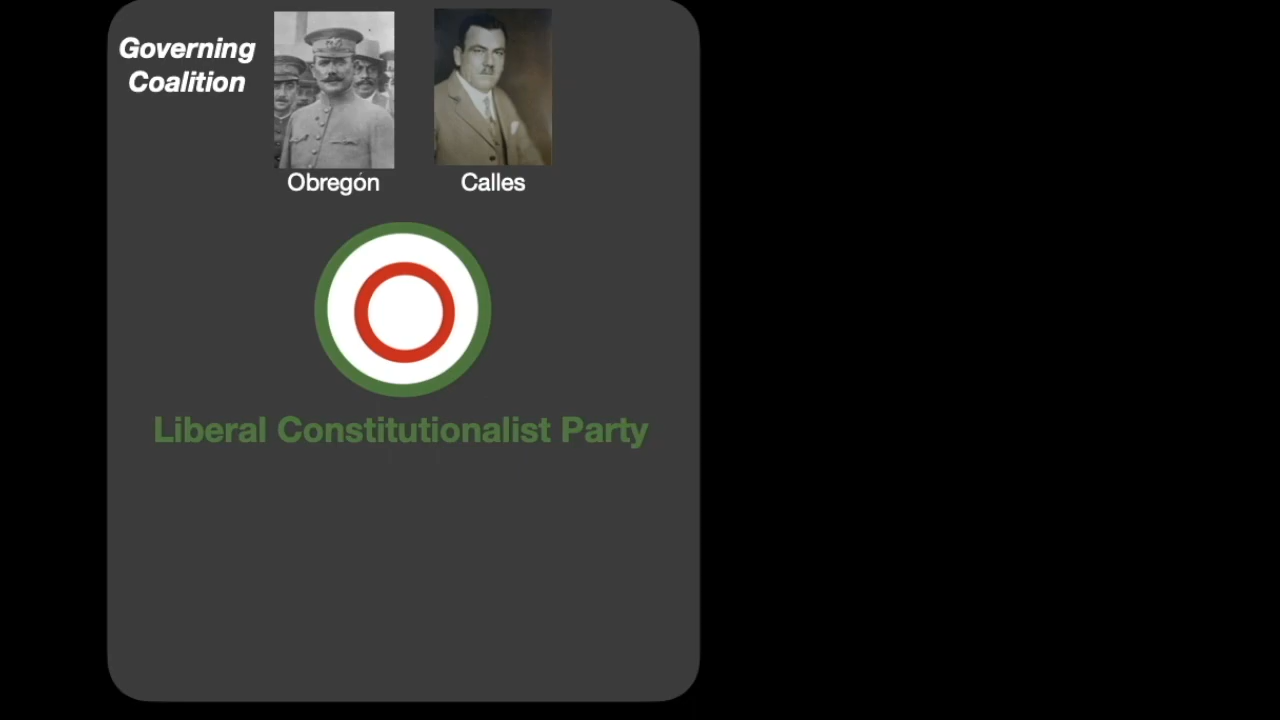 Governing
Coalition
Obregón
Calles
Liberal Constitutionalist Party